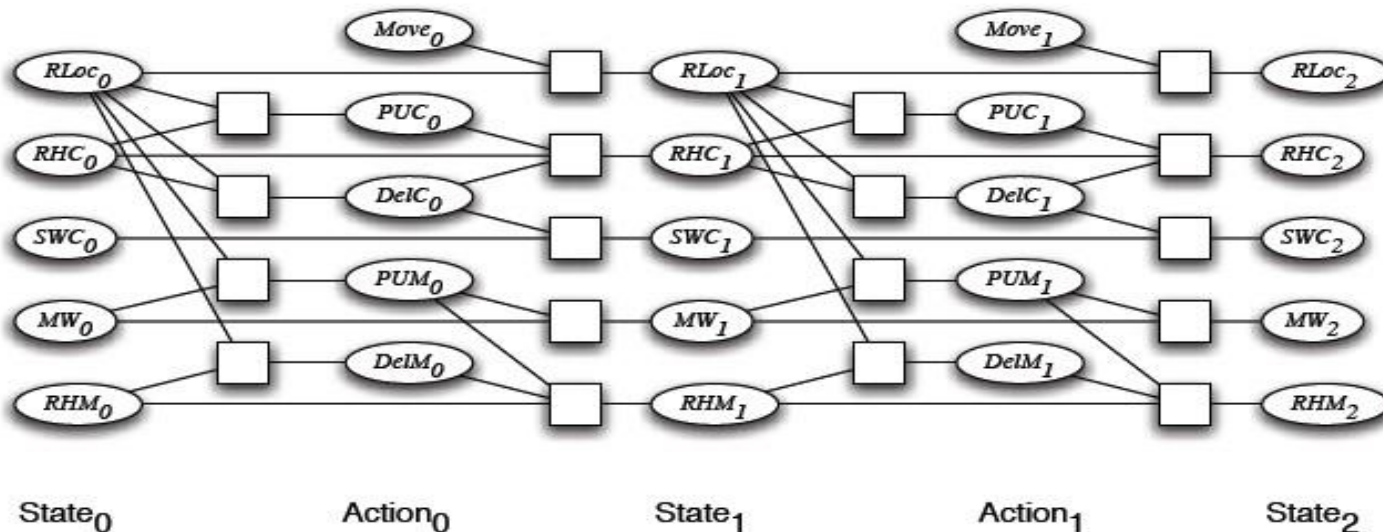 Move₀ Move₁
RLoc₀ RLoc₁ RLoc₂
PUC₀ PUC₁
RHC₀ RHC₁ RHC₂
DelC₀ DelC₁
SWC₀ SWC₁ SWC₂
PUM₀ PUM₁
MW₀ MW₁ MW₂
DelM₀ DelM₁
RHM₀ RHM₁ RHM₂
State₀ Action₀ State₁ Action₁ State₂